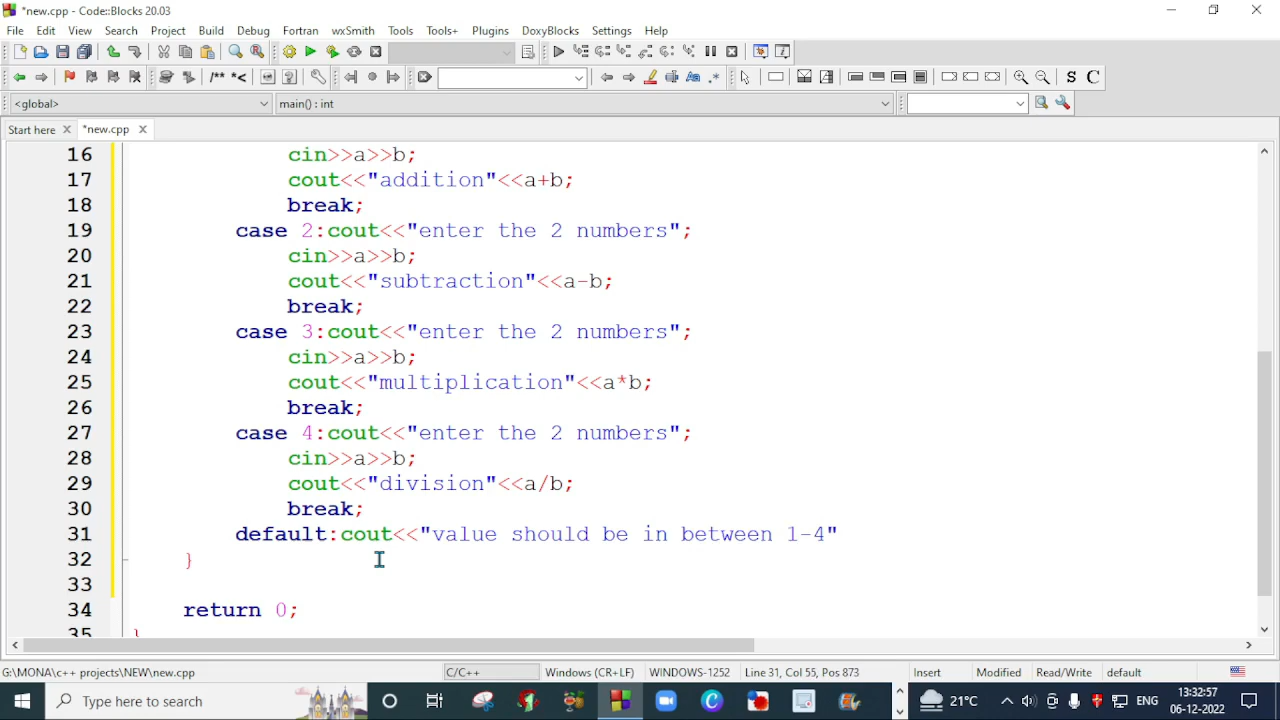 *new.cpp - Code::Blocks 20.03
File Edit View Search Project Build Debug Fortran wxSmith Tools Tools+ Plugins DoxyBlocks Settings Help
/** *< .* S C
<global> main() : int
Start here *new.cpp
16 cin>>a>>b;
17 cout<<"addition"<<a+b;
18 break;
19 case 2:cout<<"enter the 2 numbers";
20 cin>>a>>b;
21 cout<<"subtraction"<<a-b;
22 break;
23 case 3:cout<<"enter the 2 numbers";
24 cin>>a>>b;
25 cout<<"multiplication"<<a*b;
26 break;
27 case 4:cout<<"enter the 2 numbers";
28 cin>>a>>b;
29 cout<<"division"<<a/b;
30 break;
31 default:cout<<"value should be in between 1-4"
32 }
33
34 return 0;
35 }
G:\MONA\c++ projects\NEW\new.cpp C/C++ Windows (CR+LF) WINDOWS-1252 Line 31, Col 55, Pos 873 Insert Modified Read/Write default
Type here to search 21°C ENG 13:32:57
06-12-2022